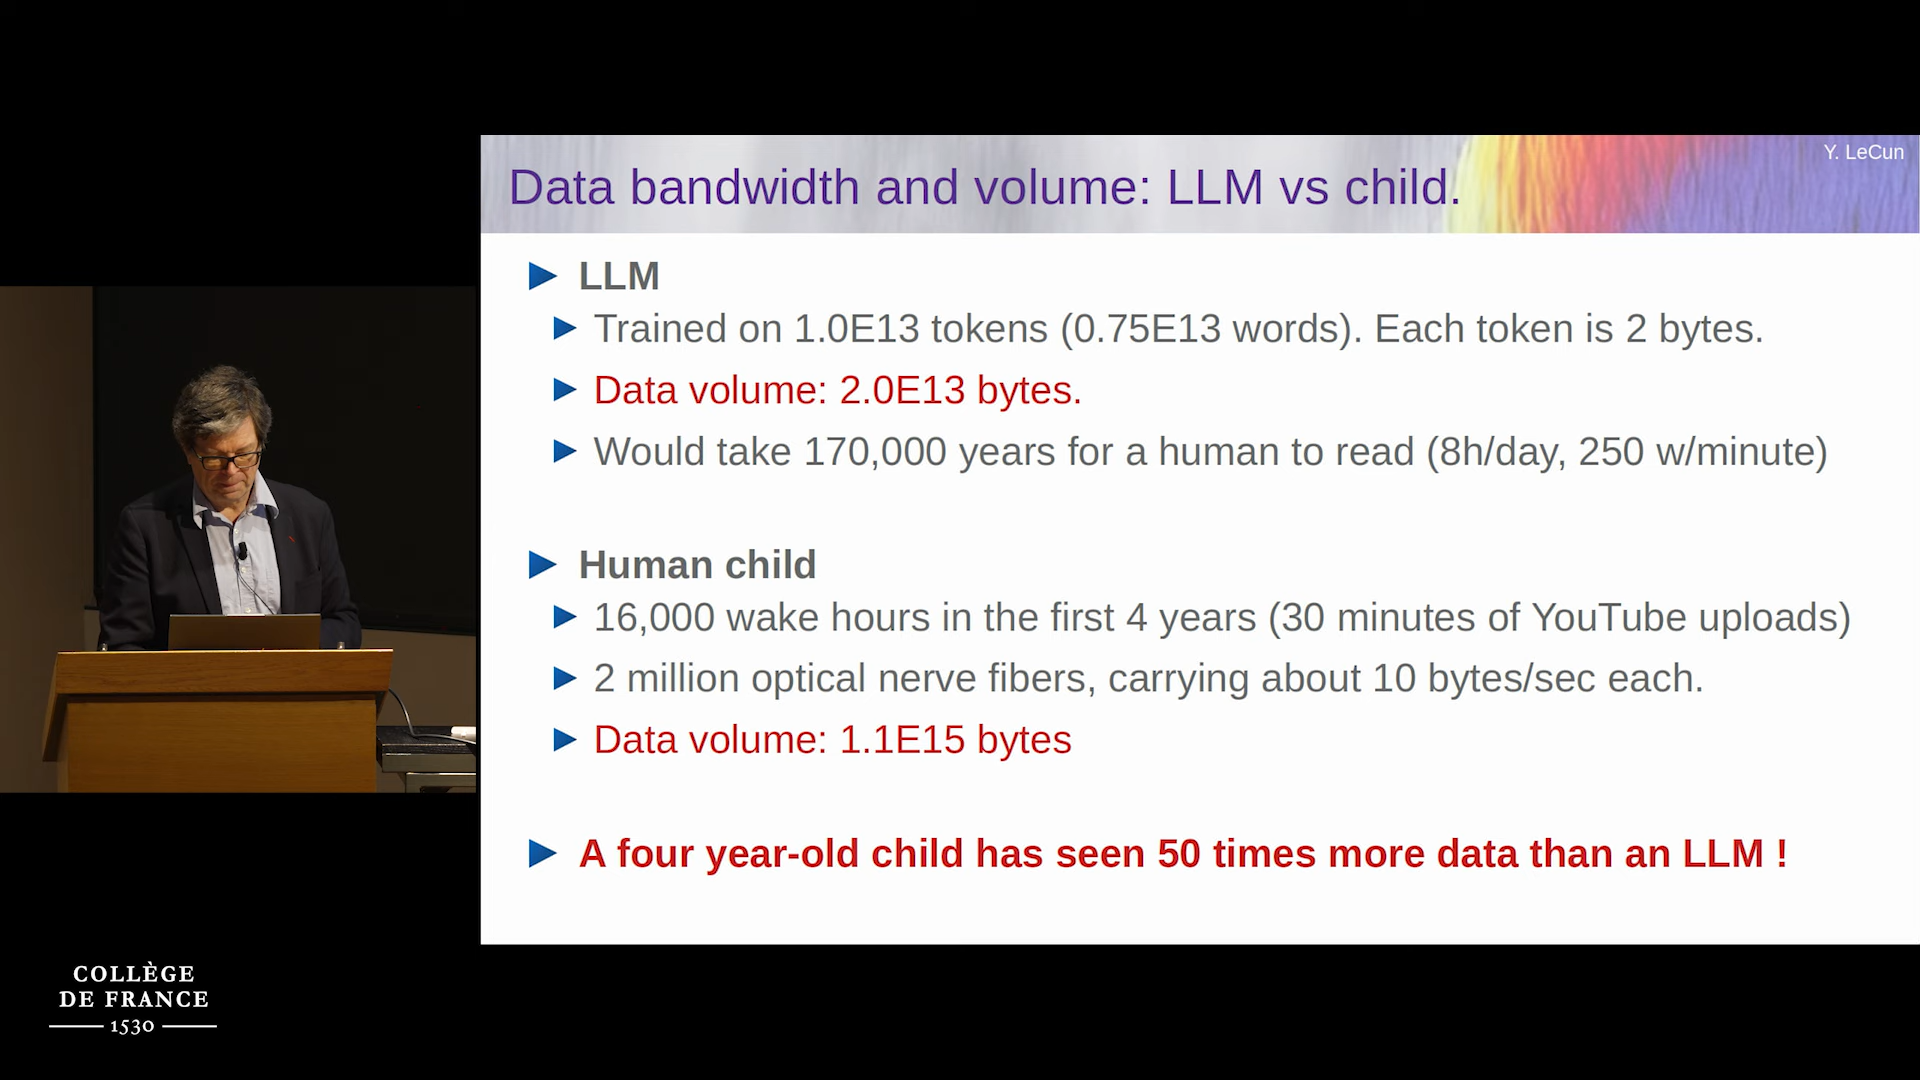 Y. LeCun
Data bandwidth and volume: LLM vs child.
LLM
Trained on 1.0E13 tokens (0.75E13 words). Each token is 2 bytes.
Data volume: 2.0E13 bytes.
Would take 170,000 years for a human to read (8h/day, 250 w/minute)
Human child
16,000 wake hours in the first 4 years (30 minutes of YouTube uploads)
2 million optical nerve fibers, carrying about 10 bytes/sec each.
Data volume: 1.1E15 bytes
A four year-old child has seen 50 times more data than an LLM !
COLLÈGE
DE FRANCE
1530